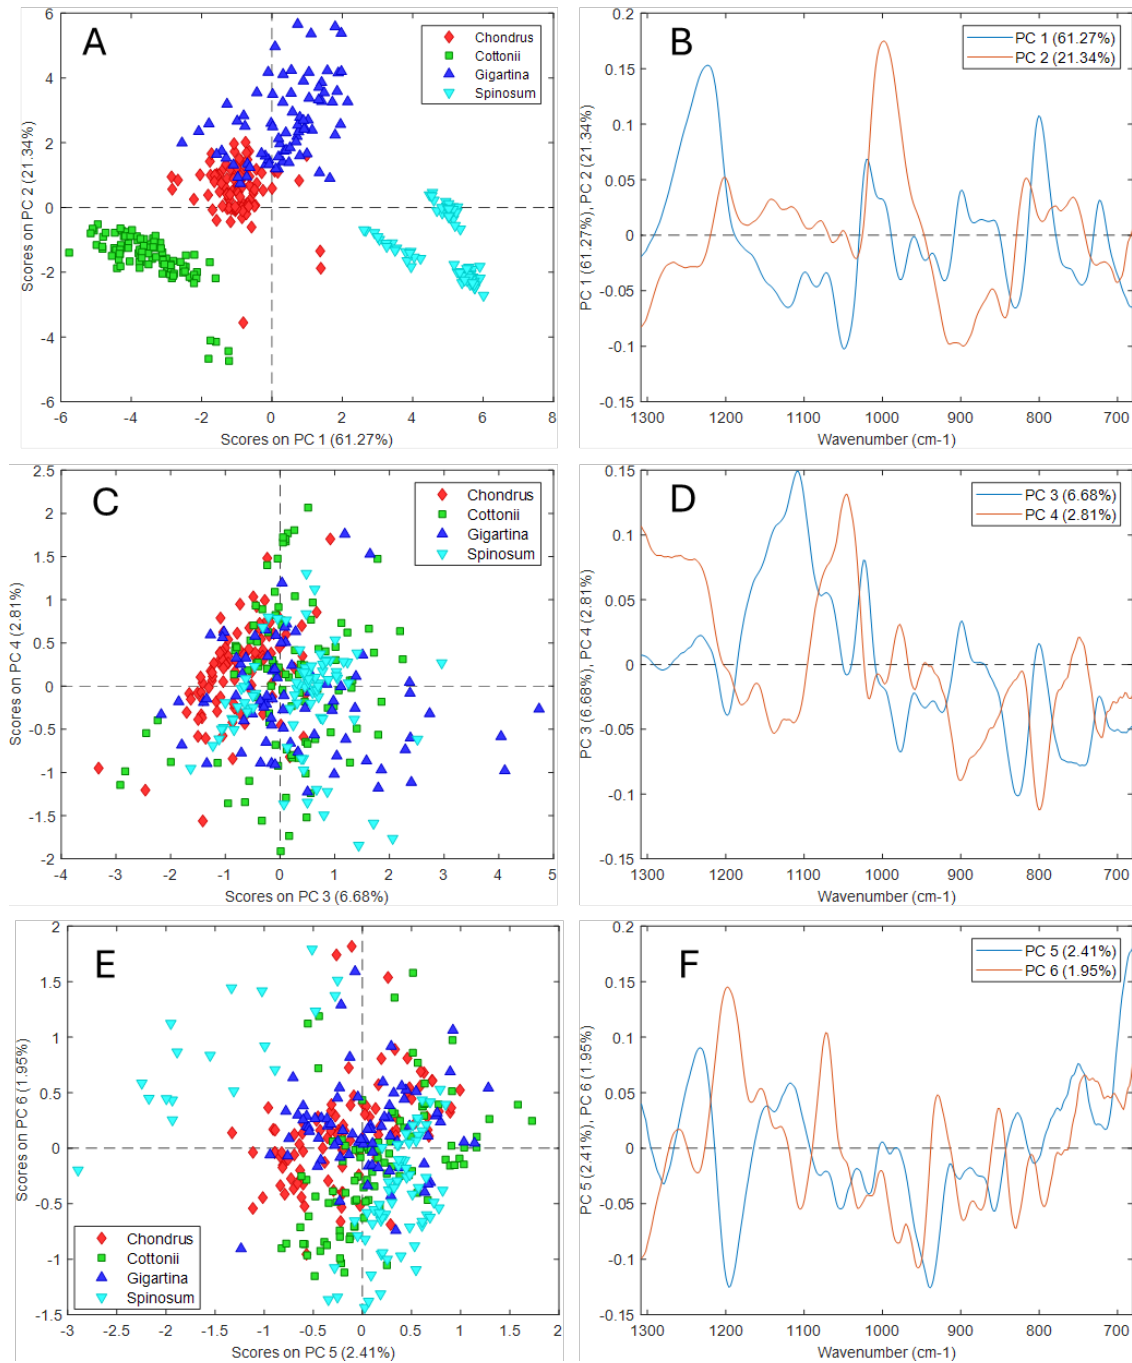 A
Chondrus
Cottonii
Gigartina
Spinosum
6
4
2
0
-2
-4
-6
-6
-4
-2
0
2
4
6
8
Scores on PC 2 (21.34%)
Scores on PC 1 (61.27%)
B
PC 1 (61.27%)
PC 2 (21.34%)
0.2
0.15
0.1
0.05
0
-0.05
-0.1
-0.15
1300
1200
1100
1000
900
800
700
PC 1 (61.27%), PC 2 (21.34%)
Wavenumber (cm-1)
C
Chondrus
Cottonii
Gigartina
Spinosum
2.5
2
1.5
1
0.5
0
-0.5
-1
-1.5
-2
-4
-3
-2
-1
0
1
2
3
4
5
Scores on PC 4 (2.81%)
Scores on PC 3 (6.68%)
D
PC 3 (6.68%)
PC 4 (2.81%)
0.15
0.1
0.05
0
-0.05
-0.1
-0.15
1300
1200
1100
1000
900
800
700
PC 3 (6.68%), PC 4 (2.81%)
Wavenumber (cm-1)
E
Chondrus
Cottonii
Gigartina
Spinosum
2
1.5
1
0.5
0
-0.5
-1
-1.5
-3
-2.5
-2
-1.5
-1
-0.5
0
0.5
1
1.5
2
Scores on PC 6 (1.95%)
Scores on PC 5 (2.41%)
F
PC 5 (2.41%)
PC 6 (1.95%)
0.2
0.15
0.1
0.05
0
-0.05
-0.1
-0.15
1300
1200
1100
1000
900
800
700
PC 5 (2.41%), PC 6 (1.95%)
Wavenumber (cm-1)